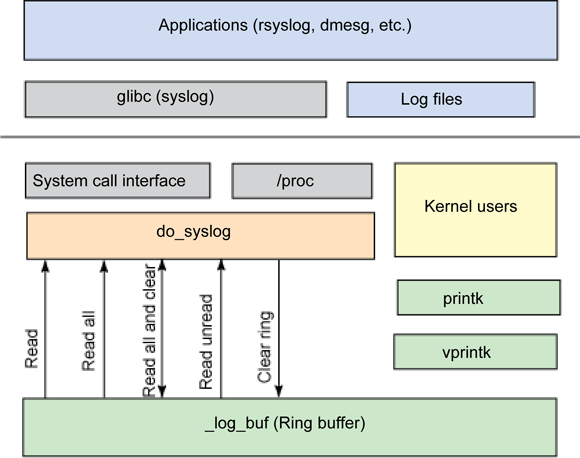 Applications (rsyslog, dmesg, etc.)
glibc (syslog)
Log files
System call interface
/proc
Kernel users
do_syslog
printk
vprintk
Read
Read all
Read all and clear
Read unread
Clear ring
_log_buf (Ring buffer)